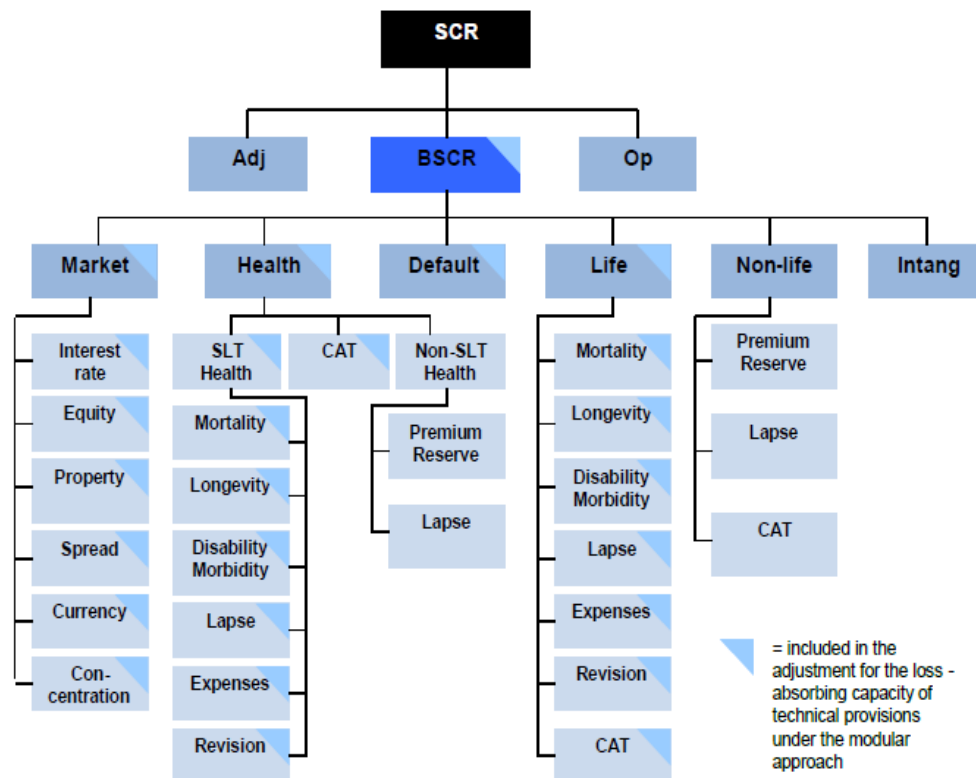 SCR
Adj
BSCR
Op
Market
Health
Default
Life
Non-life
Intang
Interest
rate
Equity
Property
Spread
Currency
Con-
centration
SLT
Health
CAT
Non-SLT
Health
Mortality
Longevity
Disability
Morbidity
Lapse
Expenses
Revision
Premium
Reserve
Lapse
Mortality
Longevity
Disability
Morbidity
Lapse
Expenses
Revision
CAT
Premium
Reserve
Lapse
CAT
= included in the
adjustment for the loss -
absorbing capacity of
technical provisions
under the modular
approach